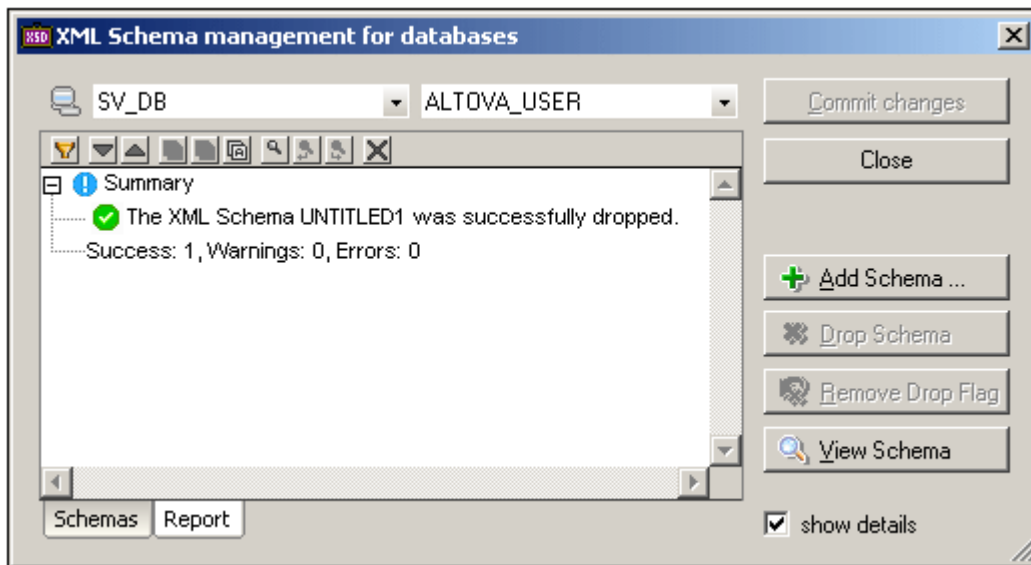 XSD XML Schema management for databases
SV_DB ALTOVA_USER Commit changes
Close
Summary
The XML Schema UNTITLED1 was successfully dropped.
Success: 1, Warnings: 0, Errors: 0
Add Schema ...
Drop Schema
Remove Drop Flag
View Schema
Schemas Report
show details